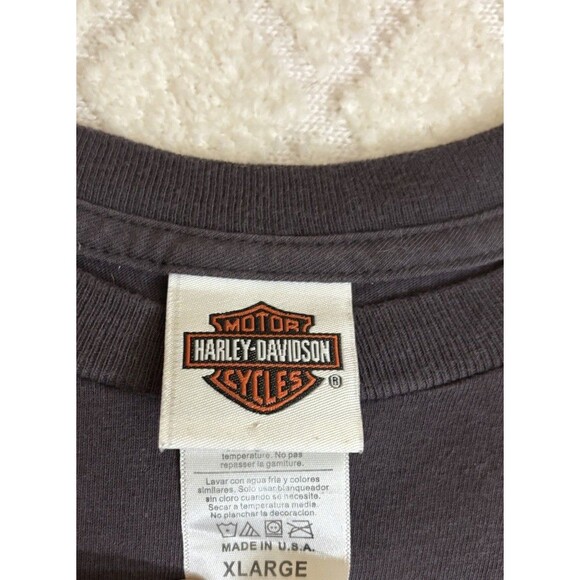 MOTOR
HARLEY-DAVIDSON
CYCLES ®
temperature. No pas
repasser la garniture.
Lavar con agua fría y colores
similares. Solo usar blanqueador
sin cloro cuando se necesite.
Secar a temperatura media.
No planchar la decoracion.
MADE IN U.S.A.
XLARGE